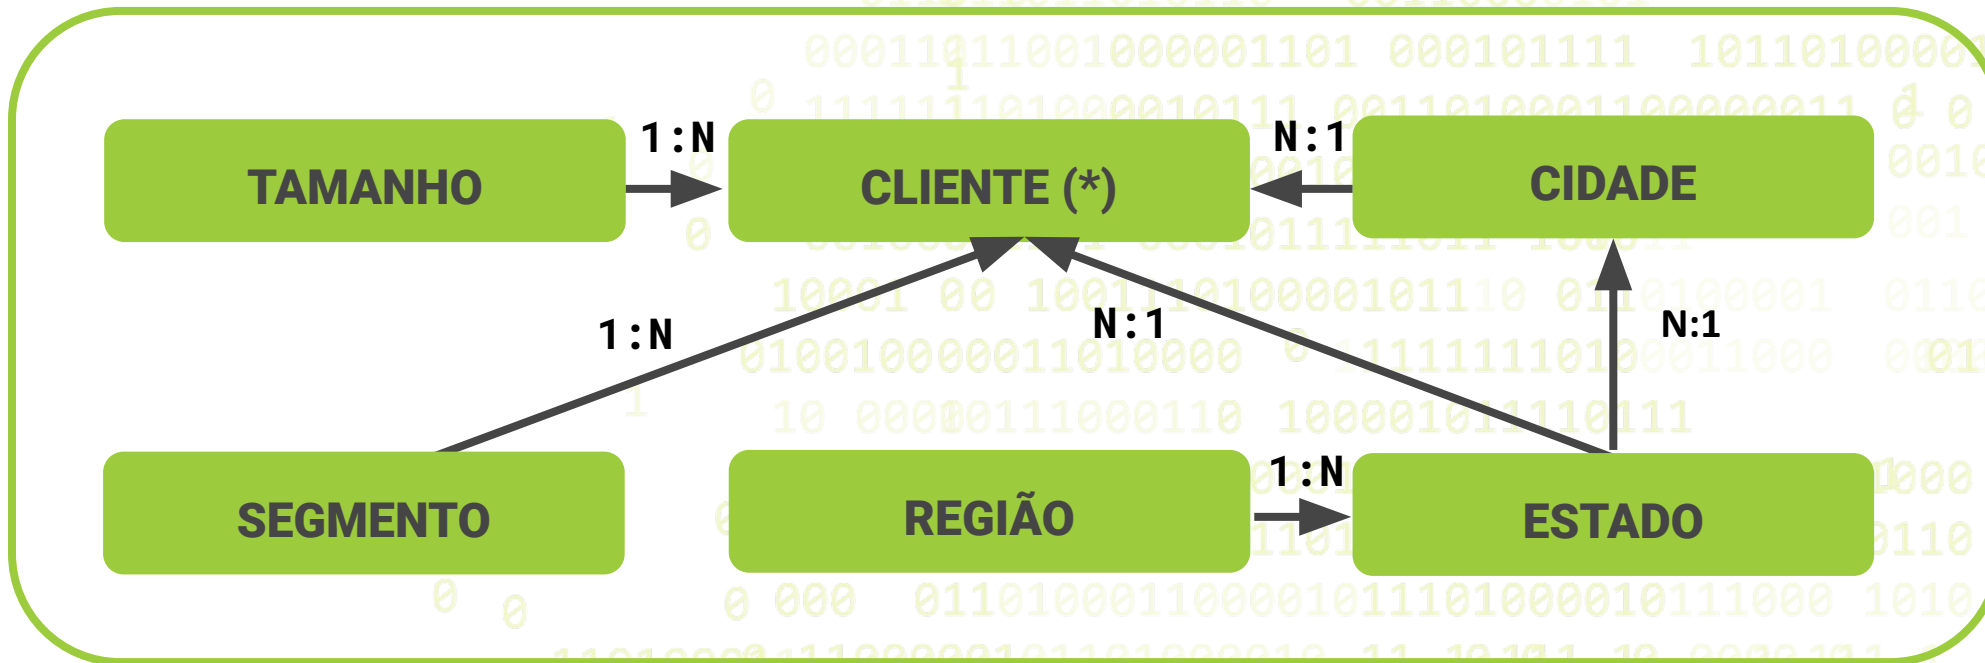 1:N
N:1
TAMANHO
CLIENTE (*)
CIDADE
1:N
N:1
N:1
1:N
SEGMENTO
REGIÃO
ESTADO